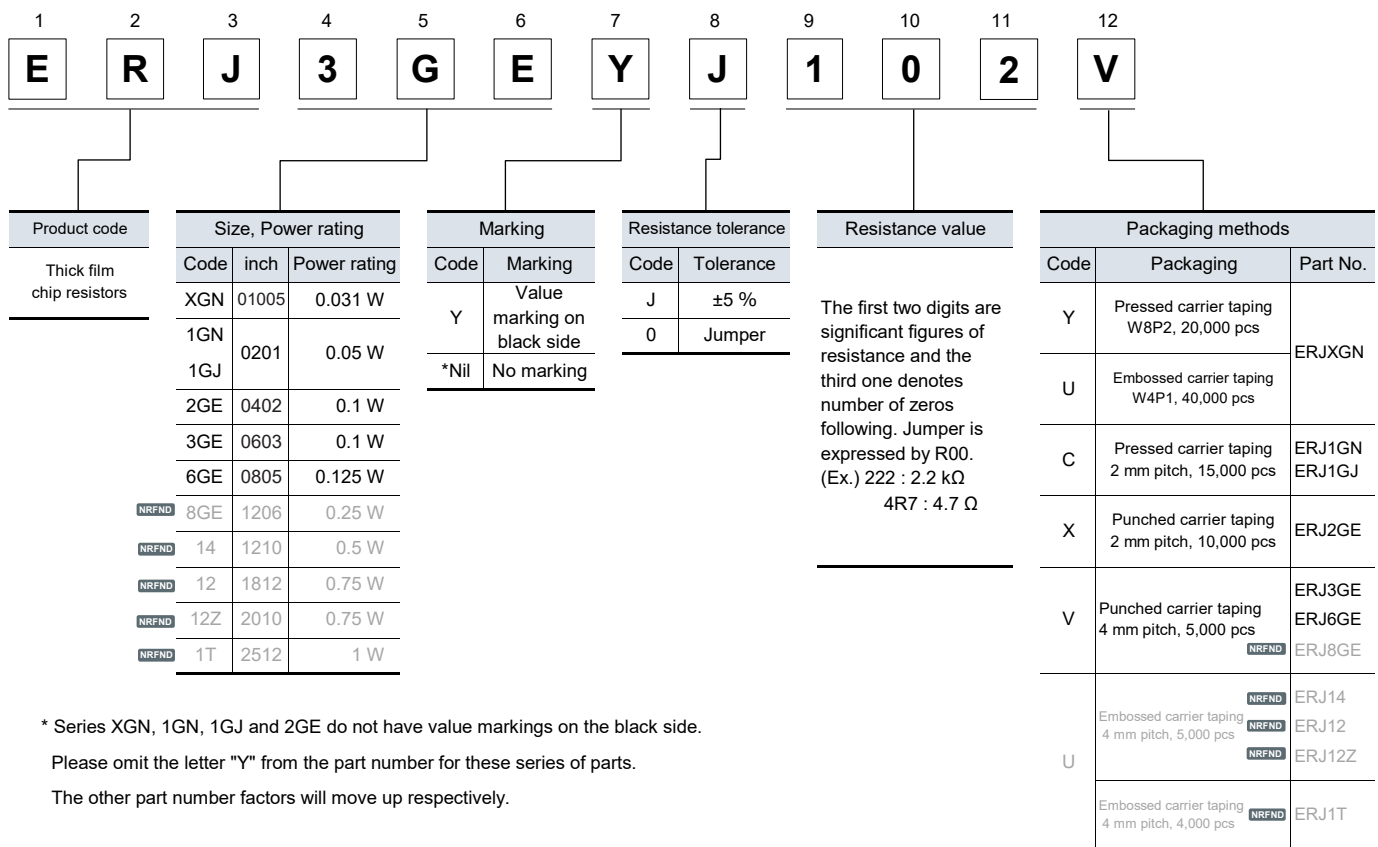 1 2 3 4 5 6 7 8 9 10 11 12
E R J 3 G E Y J 1 0 2 V
Product code
Thick film
chip resistors
Size, Power rating
Code inch Power rating
XGN 01005 0.031 W
1GN
1GJ
0201 0.05 W
2GE 0402 0.1 W
3GE 0603 0.1 W
6GE 0805 0.125 W
NRFND 8GE 1206 0.25 W
NRFND 14 1210 0.5 W
NRFND 12 1812 0.75 W
NRFND 12Z 2010 0.75 W
NRFND 1T 2512 1 W
Marking
Code Marking
Y
Value
marking on
black side
*Nil No marking
Resistance tolerance
Code Tolerance
J ±5 %
0 Jumper
Resistance value
The first two digits are
significant figures of
resistance and the
third one denotes
number of zeros
following. Jumper is
expressed by R00.
(Ex.) 222 : 2.2 kΩ
4R7 : 4.7 Ω
Packaging methods
Code Packaging Part No.
Y
Pressed carrier taping
W8P2, 20,000 pcs
ERJXGN
U
Embossed carrier taping
W4P1, 40,000 pcs
C
Pressed carrier taping
2 mm pitch, 15,000 pcs
ERJ1GN
ERJ1GJ
X
Punched carrier taping
2 mm pitch, 10,000 pcs
ERJ2GE
V
Punched carrier taping
4 mm pitch, 5,000 pcs
ERJ3GE
ERJ6GE
NRFND ERJ8GE
U
Embossed carrier taping
4 mm pitch, 5,000 pcs
NRFND ERJ14
NRFND ERJ12
NRFND ERJ12Z
Embossed carrier taping
4 mm pitch, 4,000 pcs
NRFND ERJ1T
* Series XGN, 1GN, 1GJ and 2GE do not have value markings on the black side.
Please omit the letter "Y" from the part number for these series of parts.
The other part number factors will move up respectively.